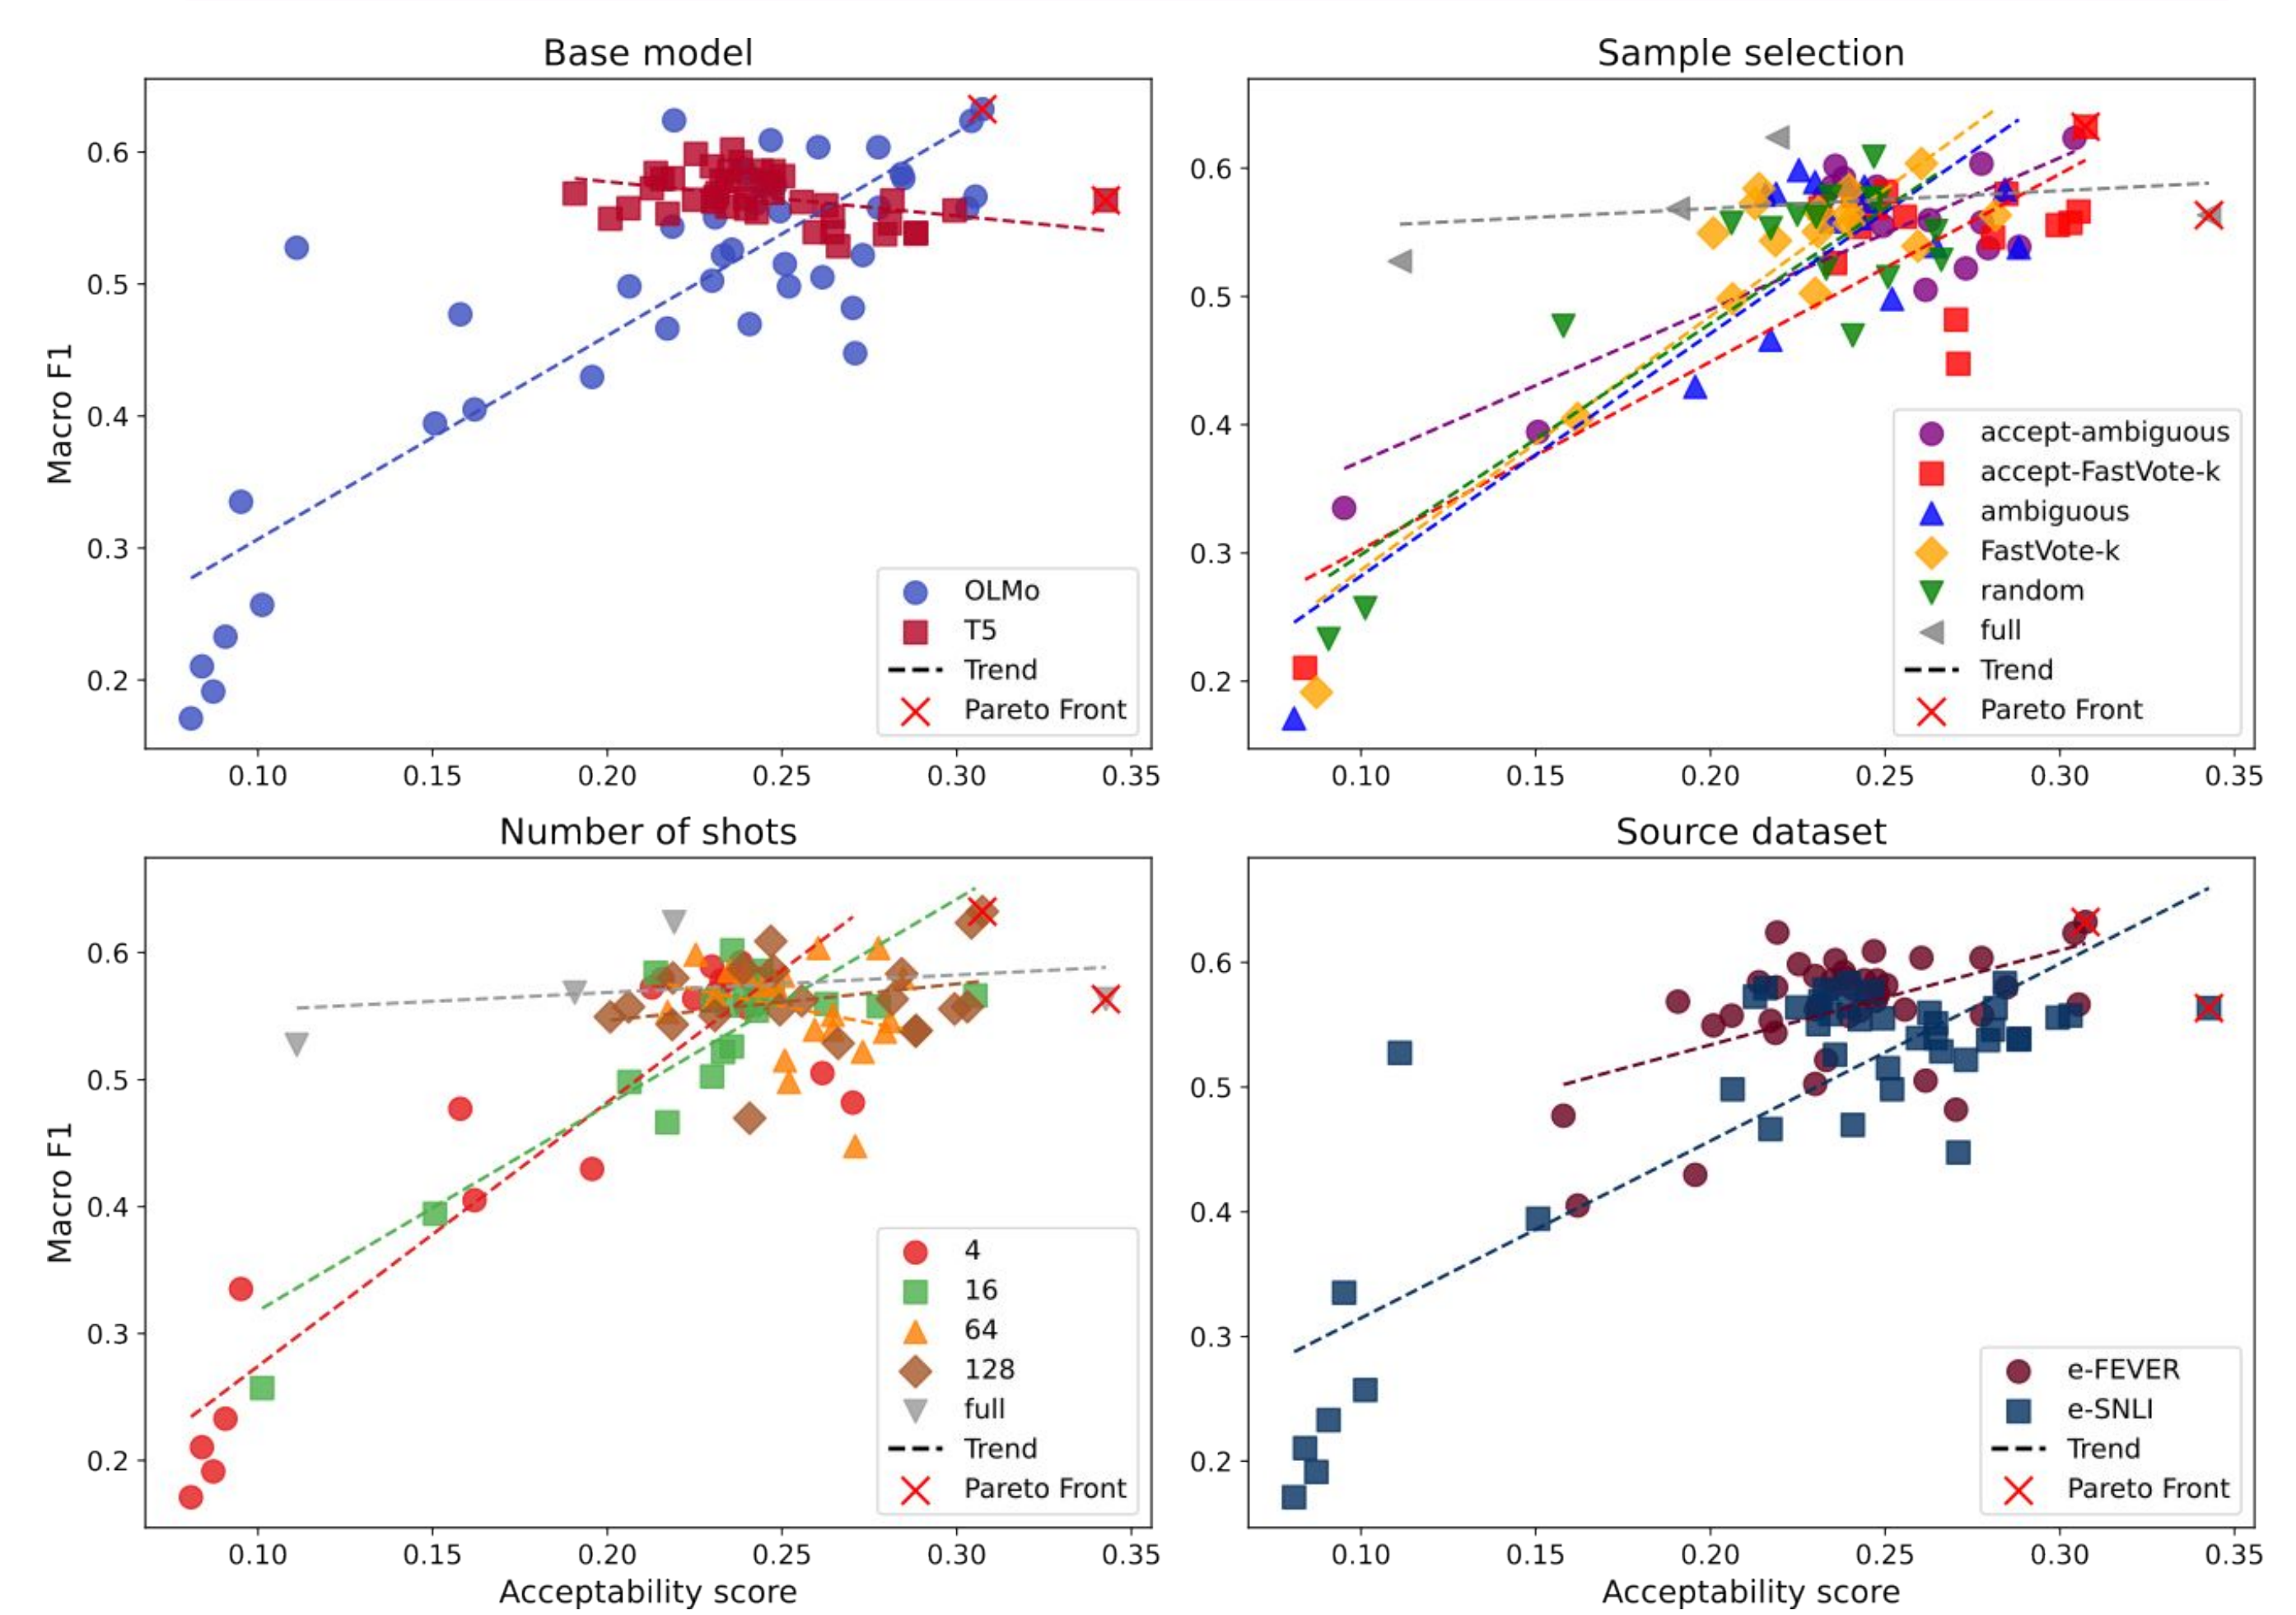 Base model
Macro F1
0.6
0.5
0.4
0.3
0.2
0.10 0.15 0.20 0.25 0.30 0.35
OLMo
T5
Trend
Pareto Front
Sample selection
0.6
0.5
0.4
0.3
0.2
0.10 0.15 0.20 0.25 0.30 0.35
accept-ambiguous
accept-FastVote-k
ambiguous
FastVote-k
random
full
Trend
Pareto Front
Number of shots
Macro F1
0.6
0.5
0.4
0.3
0.2
0.10 0.15 0.20 0.25 0.30 0.35
Acceptability score
4
16
64
128
full
Trend
Pareto Front
Source dataset
0.6
0.5
0.4
0.3
0.2
0.10 0.15 0.20 0.25 0.30 0.35
Acceptability score
e-FEVER
e-SNLI
Trend
Pareto Front